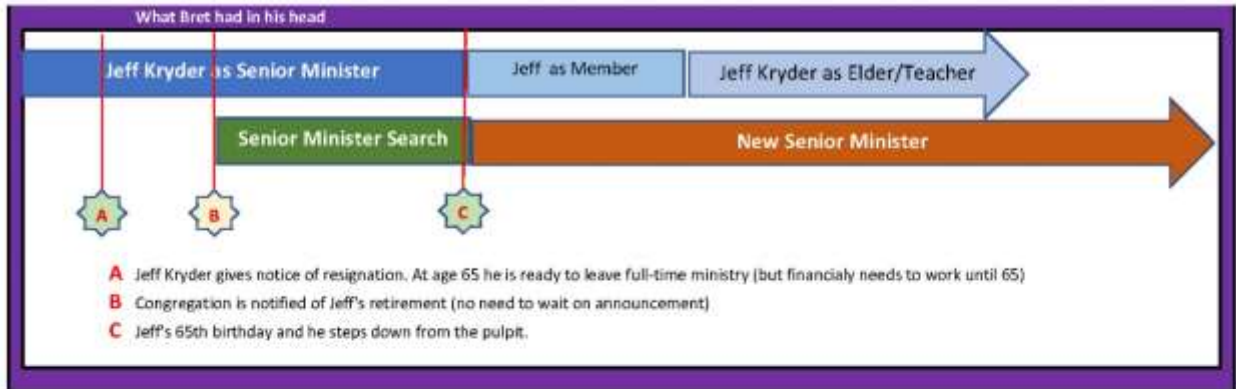 What Bret had in his head
Jeff Kryder as Senior Minister
Jeff as Member
Jeff Kryder as Elder/Teacher
Senior Minister Search
New Senior Minister
A
B
C
A Jeff Kryder gives notice of resignation. At age 65 he is ready to leave full-time ministry (but financialy needs to work until 65)
B Congregation is notified of Jeff's retirement (no need to wait on announcement)
C Jeff's 65th birthday and he steps down from the pulpit.